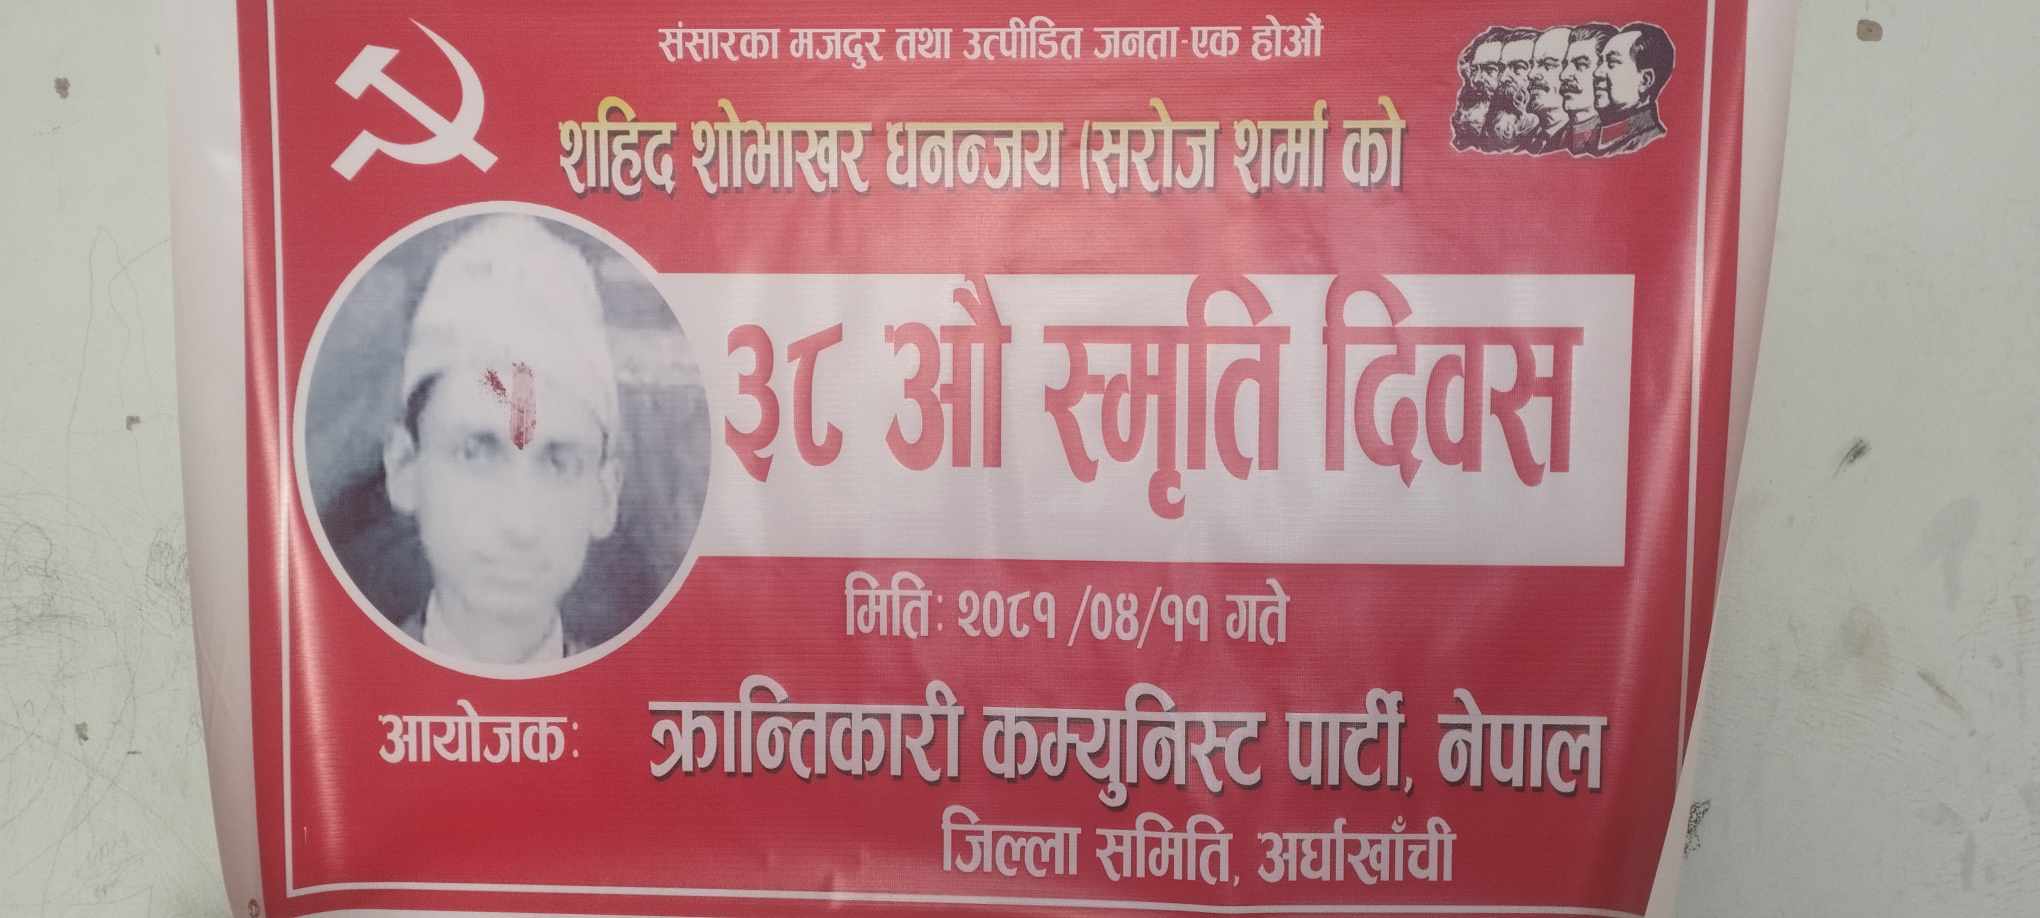 संसारका मजदुर तथा उत्पीडित जनता-एक होऔं
शहिद शोभाखर धनन्जय (सरोज शर्मा को
३८ औ स्मृति दिवस
मितिः २०८१ /०४/११ गते
आयोजकः क्रान्तिकारी कम्युनिस्ट पार्टी, नेपाल
जिल्ला समिति, अर्घाखाँची